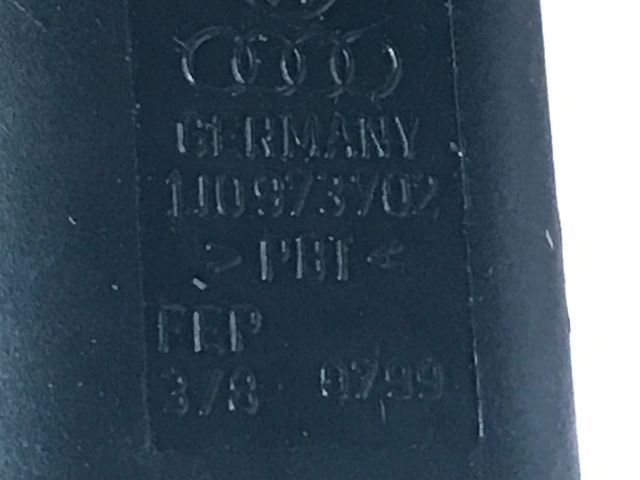 GERMANY
1J0973702
>PBT<
FEP
3/8 0799